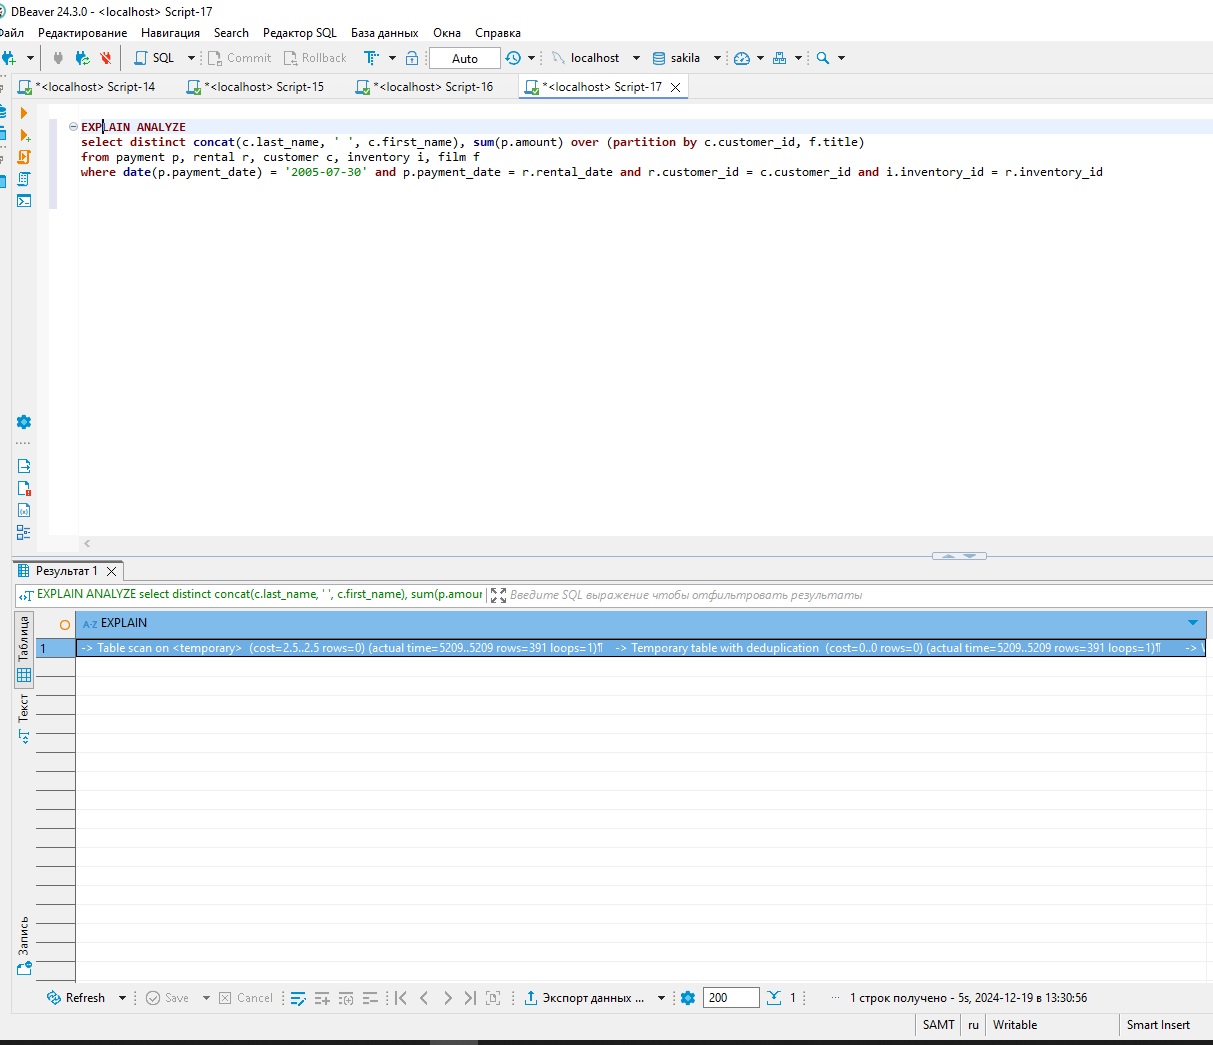 DBeaver 24.3.0 - <localhost> Script-17
Файл Редактирование Навигация Search Редактор SQL База данных Окна Справка
SQL Commit Rollback Auto localhost sakila
*<localhost> Script-14 *<localhost> Script-15 *<localhost> Script-16 *<localhost> Script-17
EXPLAIN ANALYZE
select distinct concat(c.last_name, ' ', c.first_name), sum(p.amount) over (partition by c.customer_id, f.title)
from payment p, rental r, customer c, inventory i, film f
where date(p.payment_date) = '2005-07-30' and p.payment_date = r.rental_date and r.customer_id = c.customer_id and i.inventory_id = r.inventory_id
Результат 1
EXPLAIN ANALYZE select distinct concat(c.last_name, ' ', c.first_name), sum(p.amour Введите SQL выражение чтобы отфильтровать результаты
Таблица
A-Z EXPLAIN
1 -> Table scan on <temporary> (cost=2.5..2.5 rows=0) (actual time=5209..5209 rows=391 loops=1)¶ -> Temporary table with deduplication (cost=0..0 rows=0) (actual time=5209..5209 rows=391 loops=1)¶ ->
Текст
Запись
Refresh Save Cancel Экспорт данных ... 200 1 ... 1 строк получено - 5s, 2024-12-19 в 13:30:56
SAMT ru Writable Smart Insert